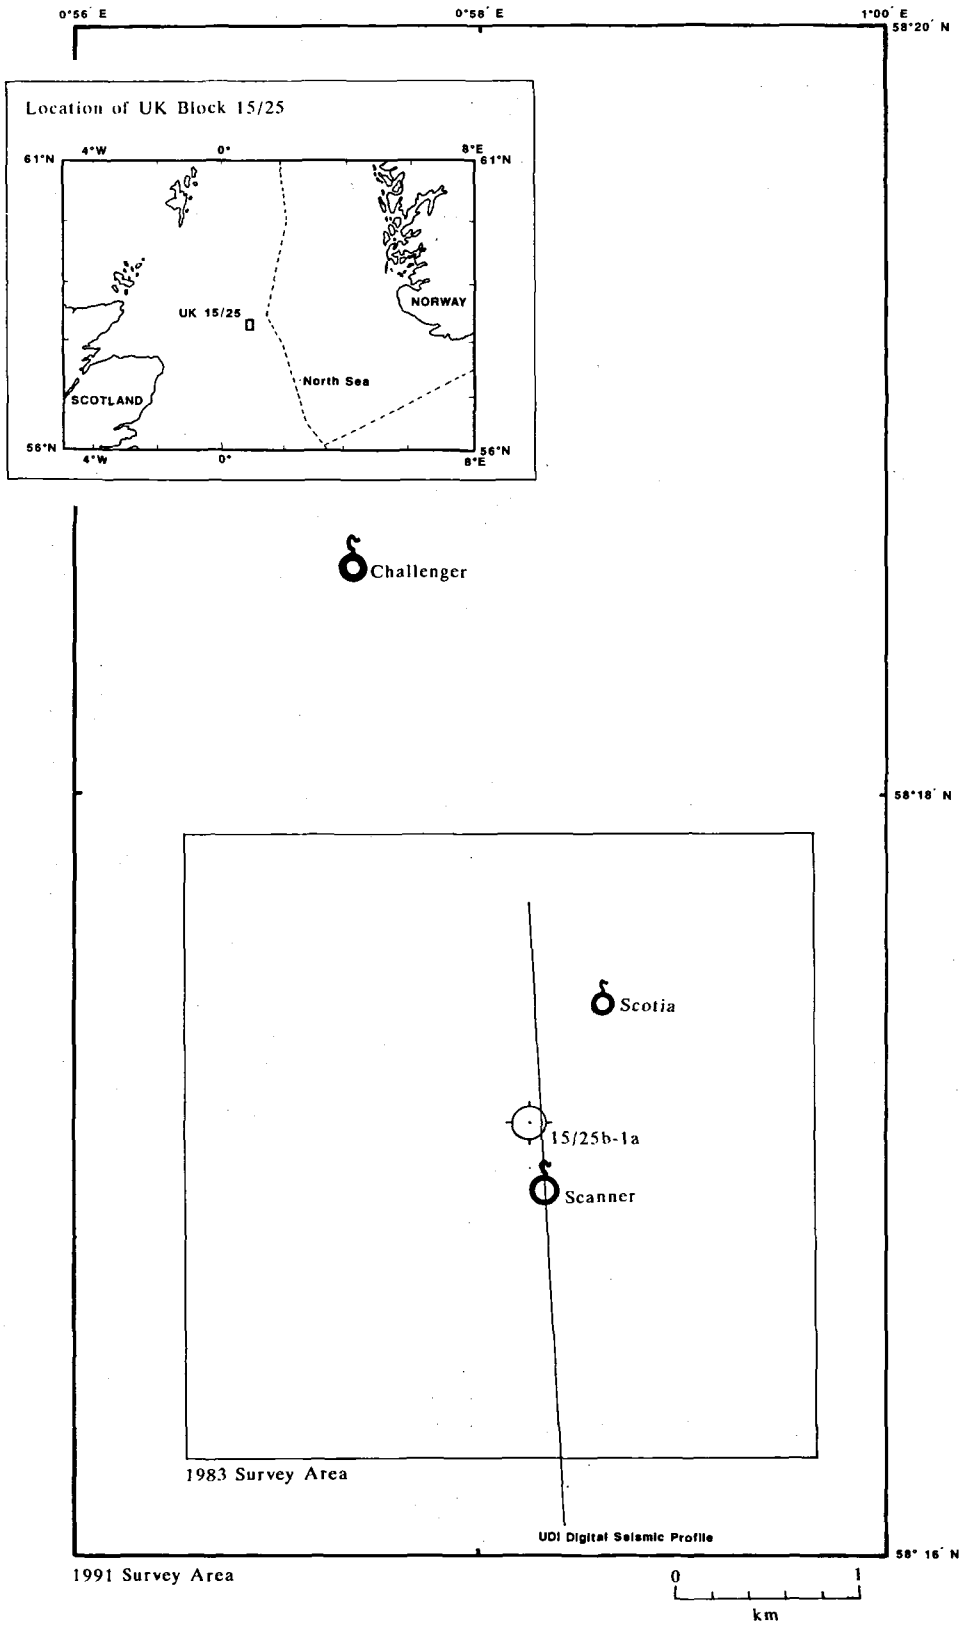 0°56´ E 0°58´ E 1°00´ E
58°20´ N
Location of UK Block 15/25
4°W 0° 8°E
61°N 61°N
UK 15/25
NORWAY
North Sea
SCOTLAND
56°N 56°N
4°W 0° 8°E
Challenger
58°18´ N
Scotia
15/25b-1a
Scanner
1983 Survey Area
UDI Digital Seismic Profile
58° 16´ N
1991 Survey Area
0 1
km